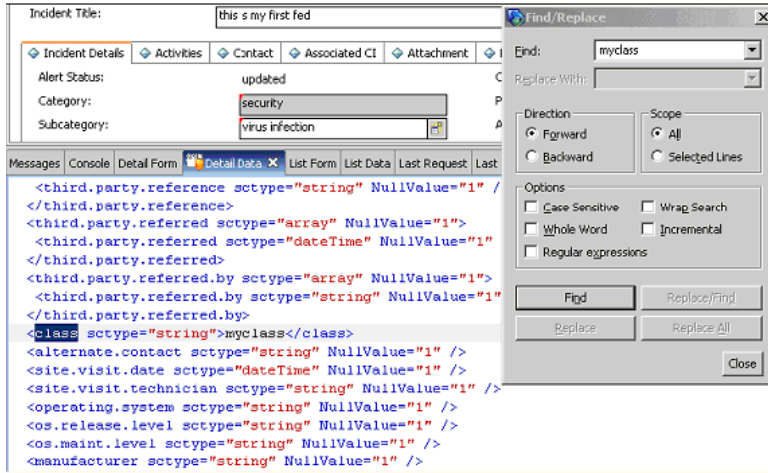 Incident Title: this s my first fed
Incident Details Activities Contact Associated CI Attachment
Alert Status: updated
Category: security
Subcategory: virus infection
Messages Console Detail Form Detail Data List Form List Data Last Request Last
<third.party.reference sctype="string" NullValue="1" /
</third.party.reference>
<third.party.referred sctype="array" NullValue="1">
<third.party.referred sctype="dateTime" NullValue="1"
</third.party.referred>
<third.party.referred.by sctype="array" NullValue="1">
<third.party.referred.by sctype="string" NullValue="1"
</third.party.referred.by>
<class sctype="string">myclass</class>
<alternate.contact sctype="string" NullValue="1" />
<site.visit.date sctype="dateTime" NullValue="1" />
<site.visit.technician sctype="string" NullValue="1" />
<operating.system sctype="string" NullValue="1" />
<os.release.level sctype="string" NullValue="1" />
<os.maint.level sctype="string" NullValue="1" />
<manufacturer sctype="string" NullValue="1" />
Find/Replace
Find: myclass
Replace With:
Direction Scope
Forward All
Backward Selected Lines
Options
Case Sensitive Wrap Search
Whole Word Incremental
Regular expressions
Find Replace/Find
Replace Replace All
Close